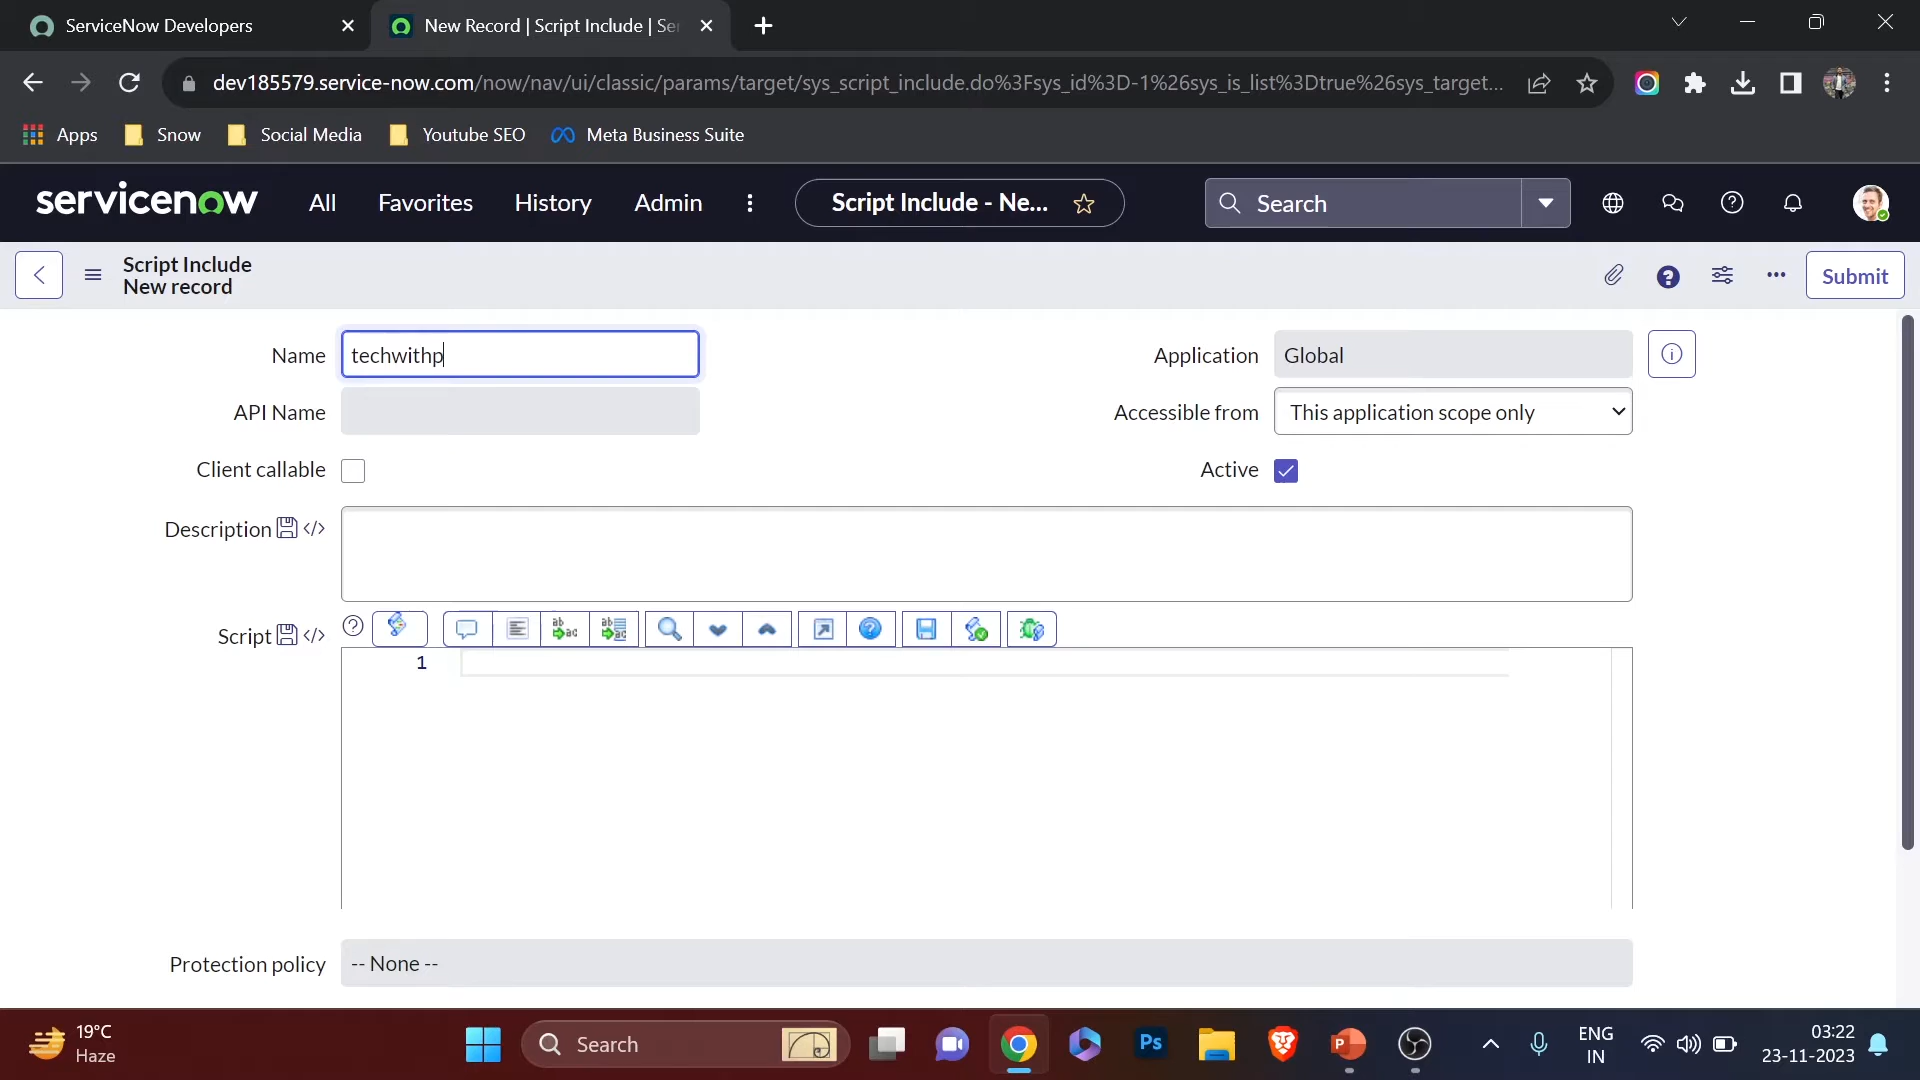 ServiceNow Developers
New Record | Script Include | Se
dev185579.service-now.com/now/nav/ui/classic/params/target/sys_script_include.do%3Fsys_id%3D-1%26sys_is_list%3Dtrue%26sys_target...
Apps Snow Social Media Youtube SEO Meta Business Suite
servicenow All Favorites History Admin Script Include - Ne... Search
Script Include
New record
Submit
Name techwithp
Application Global
API Name
Accessible from This application scope only
Client callable
Active
Description
Script
1
Protection policy -- None --
19°C
Haze
Search
Ps
P
ENG
IN
03:22
23-11-2023